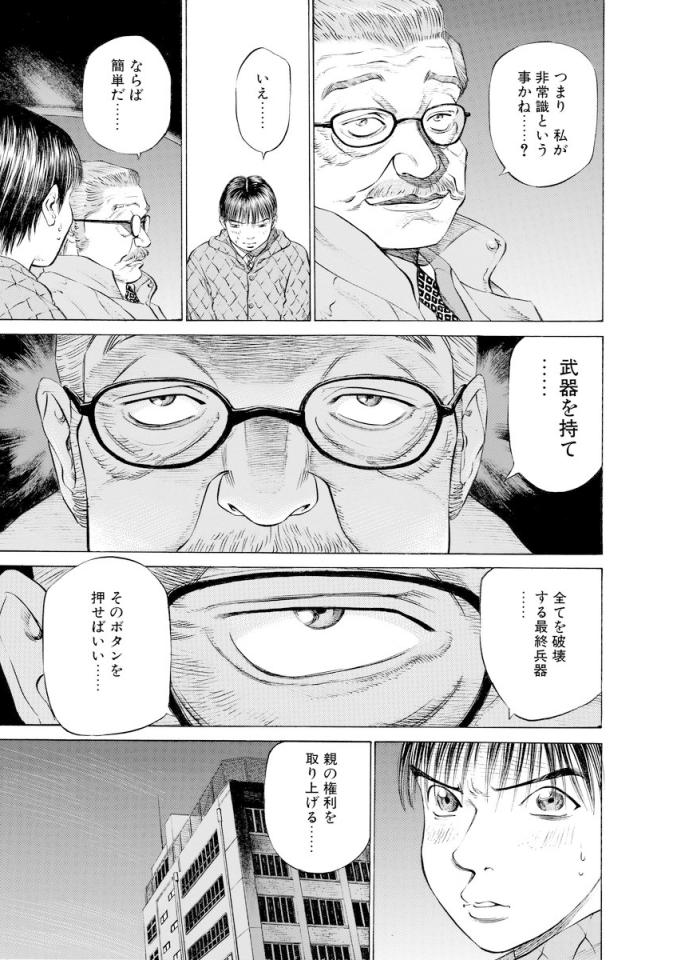 つまり　私が
非常識という
事かね……？
いえ……
ならば
簡単だ……
武器を持て
……
全てを破壊
する最終兵器
……
そのボタンを
押せばいい……
親の権利を
取り上げる……